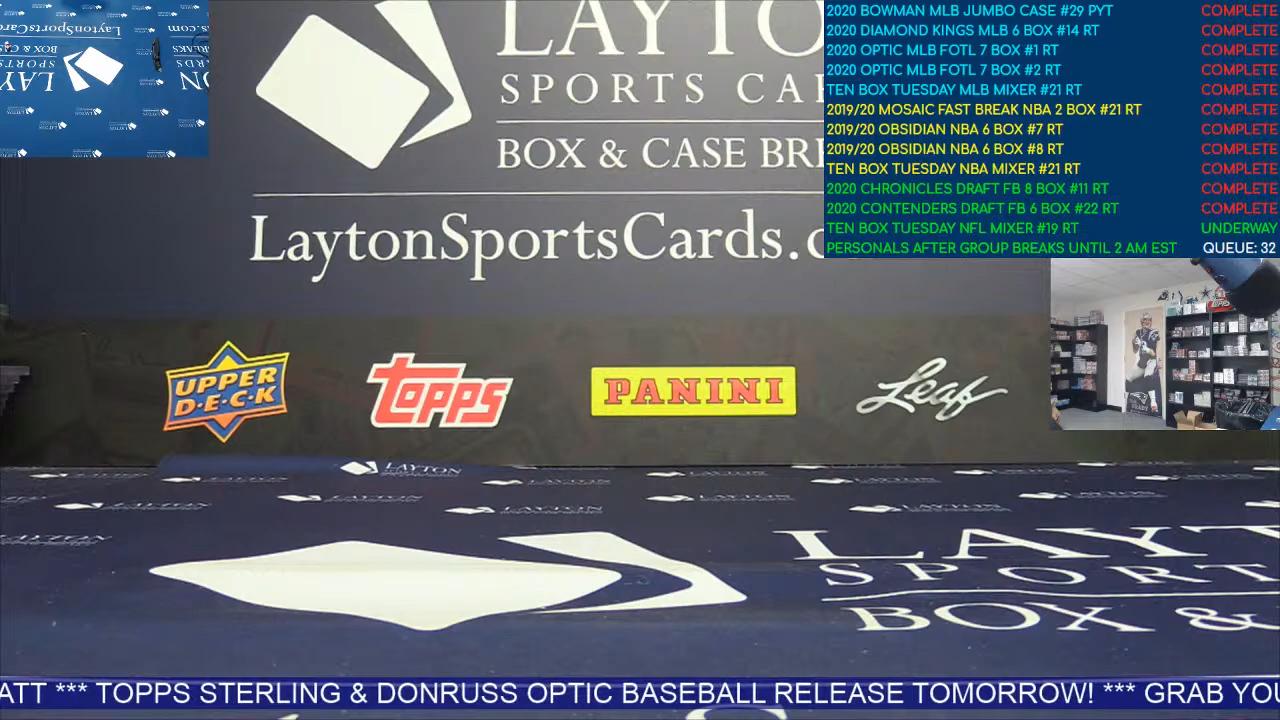 LAYTO
SPORTS CA
BOX & CASE BRE
LaytonSportsCards.c
2020 BOWMAN MLB JUMBO CASE #29 PYT COMPLETE
2020 DIAMOND KINGS MLB 6 BOX #14 RT COMPLETE
2020 OPTIC MLB FOTL 7 BOX #1 RT COMPLETE
2020 OPTIC MLB FOTL 7 BOX #2 RT COMPLETE
TEN BOX TUESDAY MLB MIXER #21 RT COMPLETE
2019/20 MOSAIC FAST BREAK NBA 2 BOX #21 RT COMPLETE
2019/20 OBSIDIAN NBA 6 BOX #7 RT COMPLETE
2019/20 OBSIDIAN NBA 6 BOX #8 RT COMPLETE
TEN BOX TUESDAY NBA MIXER #21 RT COMPLETE
2020 CHRONICLES DRAFT FB 8 BOX #11 RT COMPLETE
2020 CONTENDERS DRAFT FB 6 BOX #22 RT COMPLETE
TEN BOX TUESDAY NFL MIXER #19 RT UNDERWAY
PERSONALS AFTER GROUP BREAKS UNTIL 2 AM EST QUEUE: 32
UPPER
D·E·C·K
TOPPS
PANINI
Leaf
LAYTON
LAYT
SPORT
BOX &
ATT *** TOPPS STERLING & DONRUSS OPTIC BASEBALL RELEASE TOMORROW! *** GRAB YOU